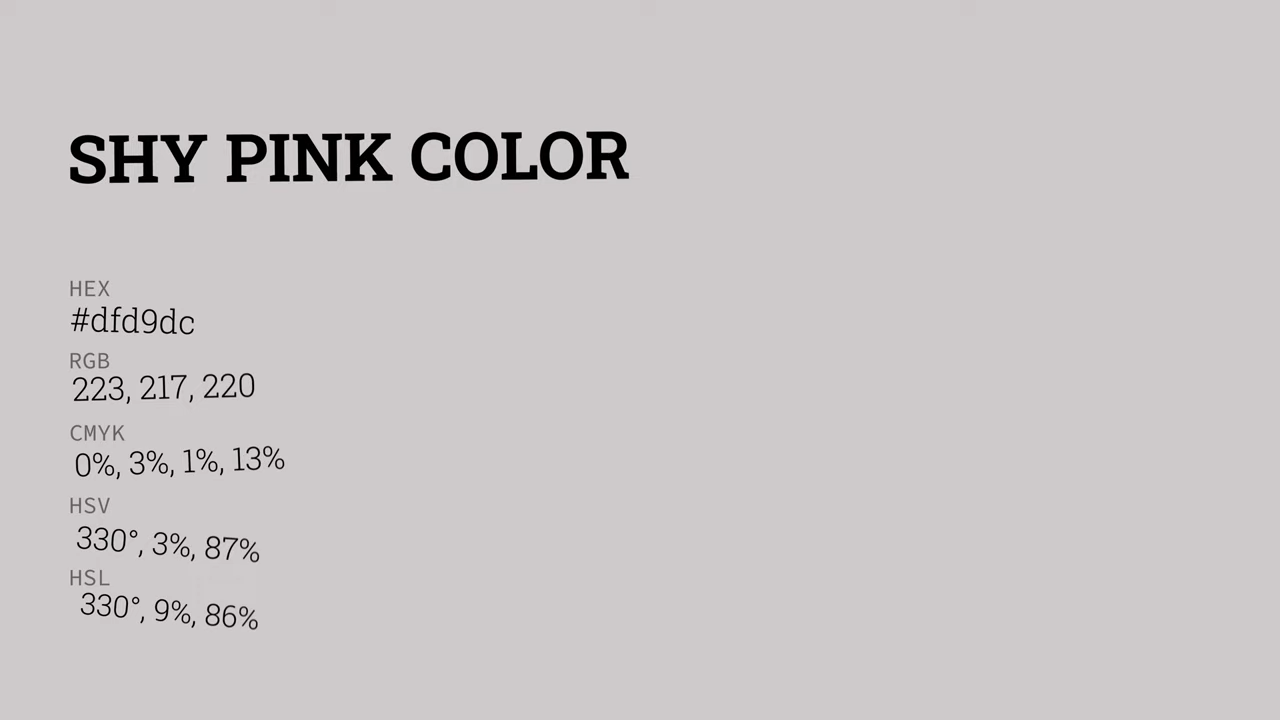 SHY PINK COLOR
HEX
#dfd9dc
RGB
223, 217, 220
CMYK
0%, 3%, 1%, 13%
HSV
330°, 3%, 87%
HSL
330°, 9%, 86%